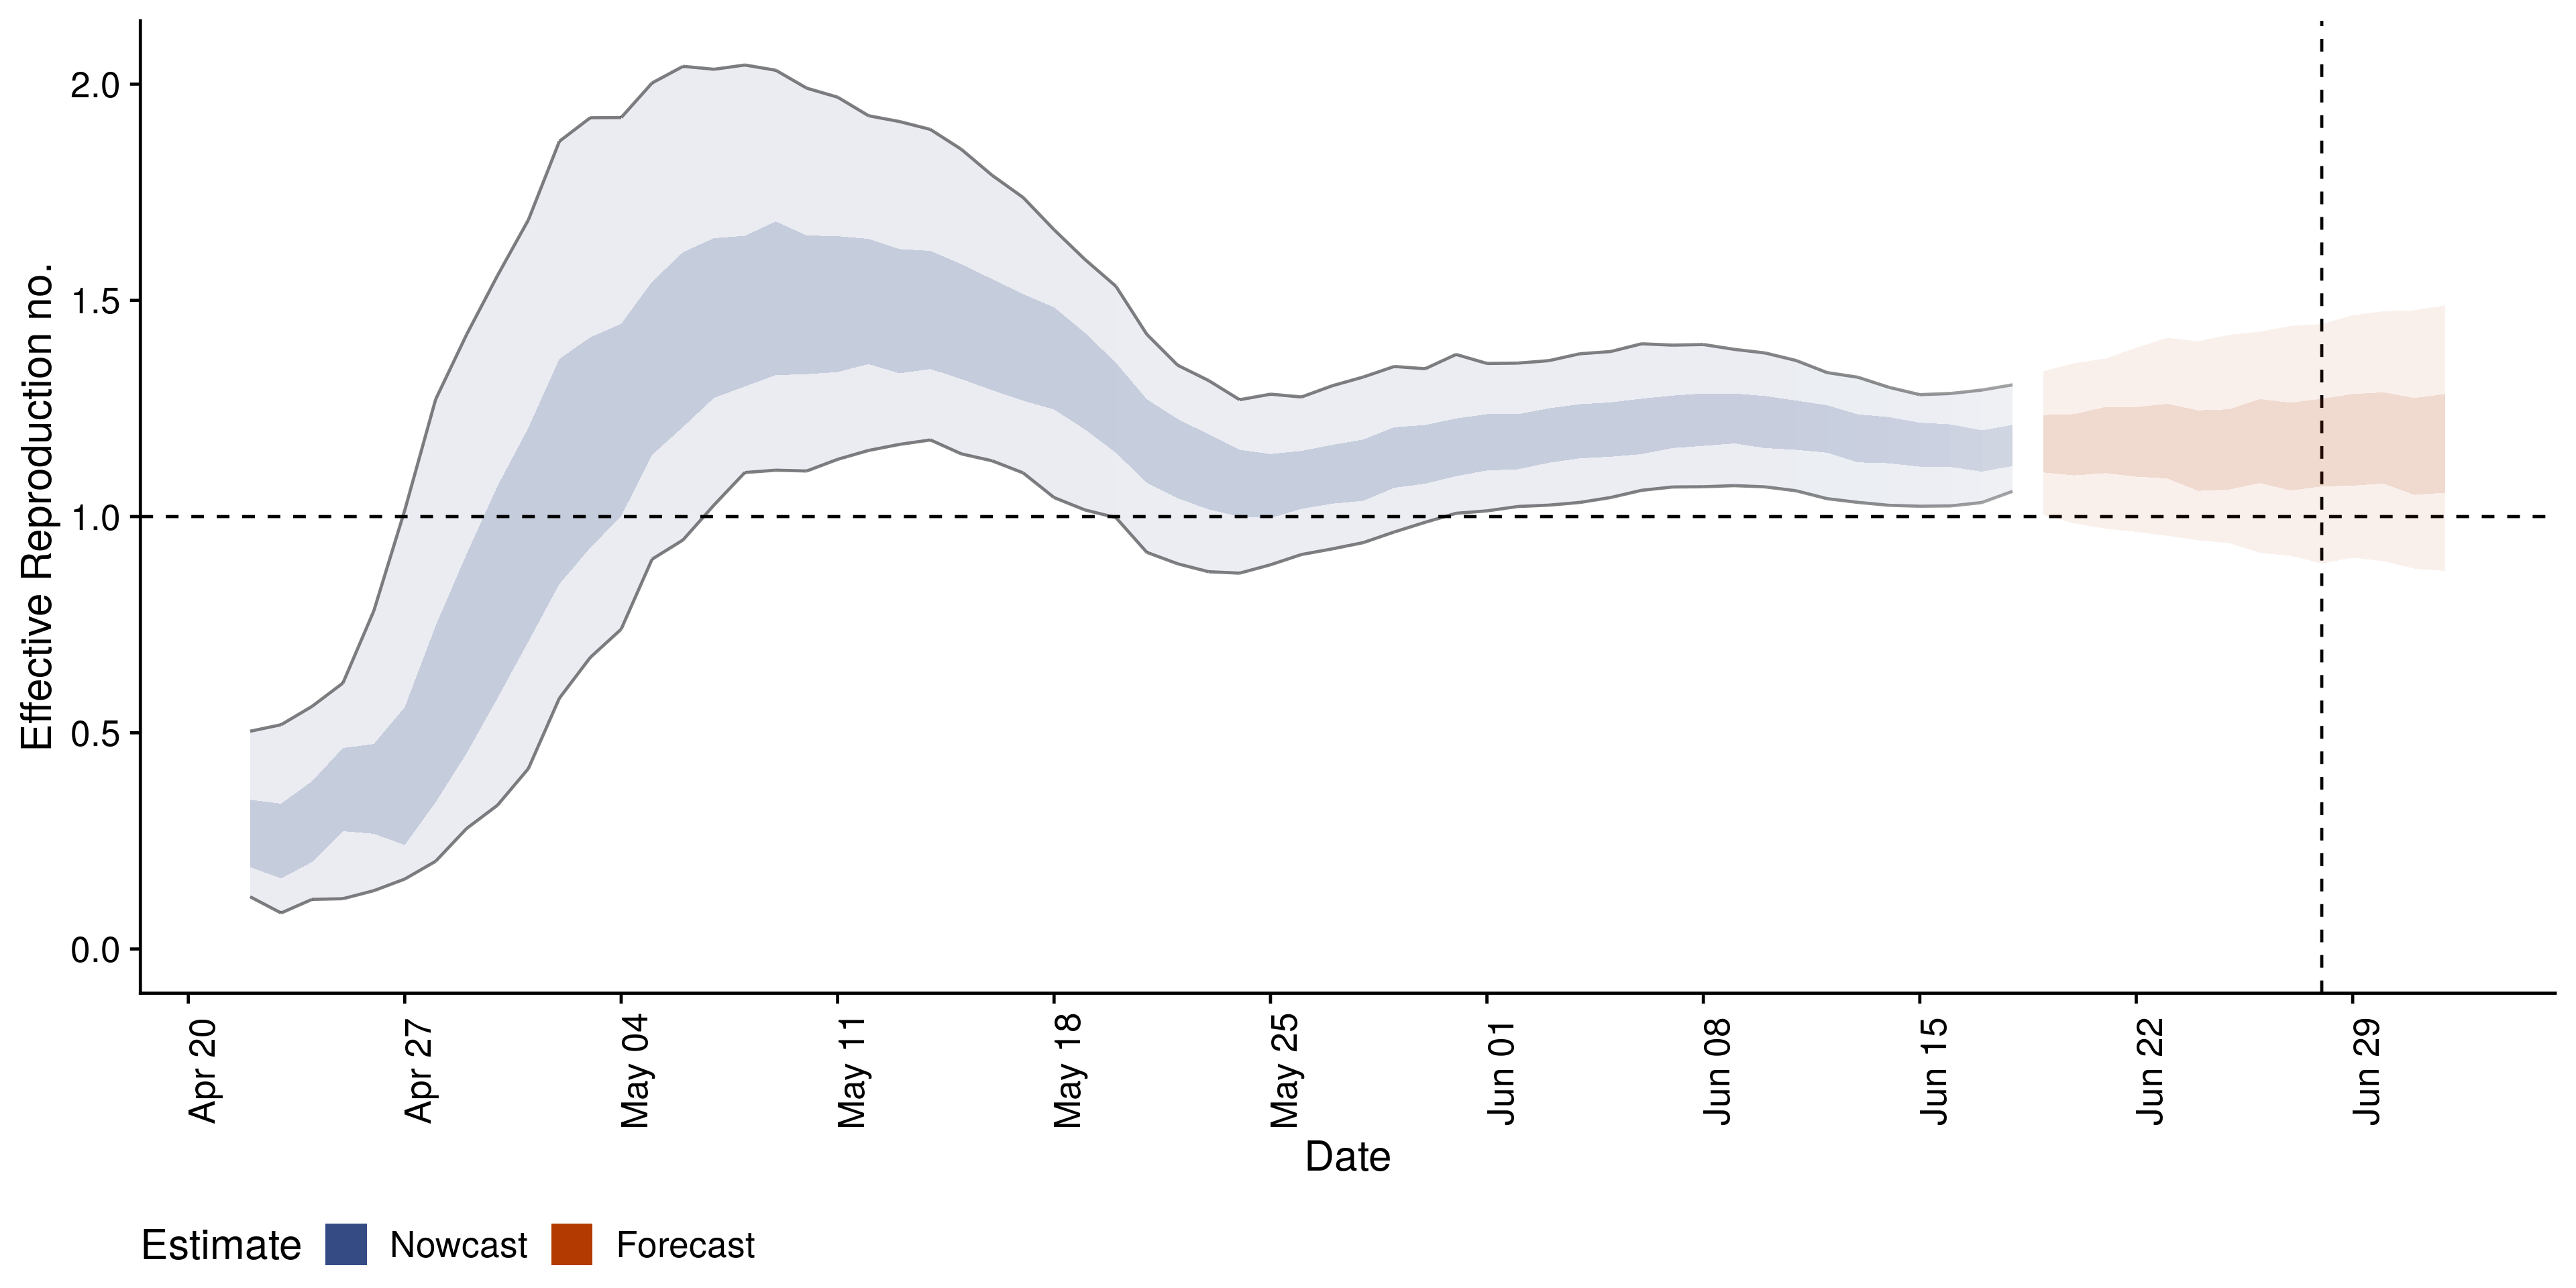 Effective Reproduction no.
2.0
1.5
1.0
0.5
0.0
Apr 20
Apr 27
May 04
May 11
May 18
May 25
Jun 01
Jun 08
Jun 15
Jun 22
Jun 29
Date
Estimate Nowcast Forecast